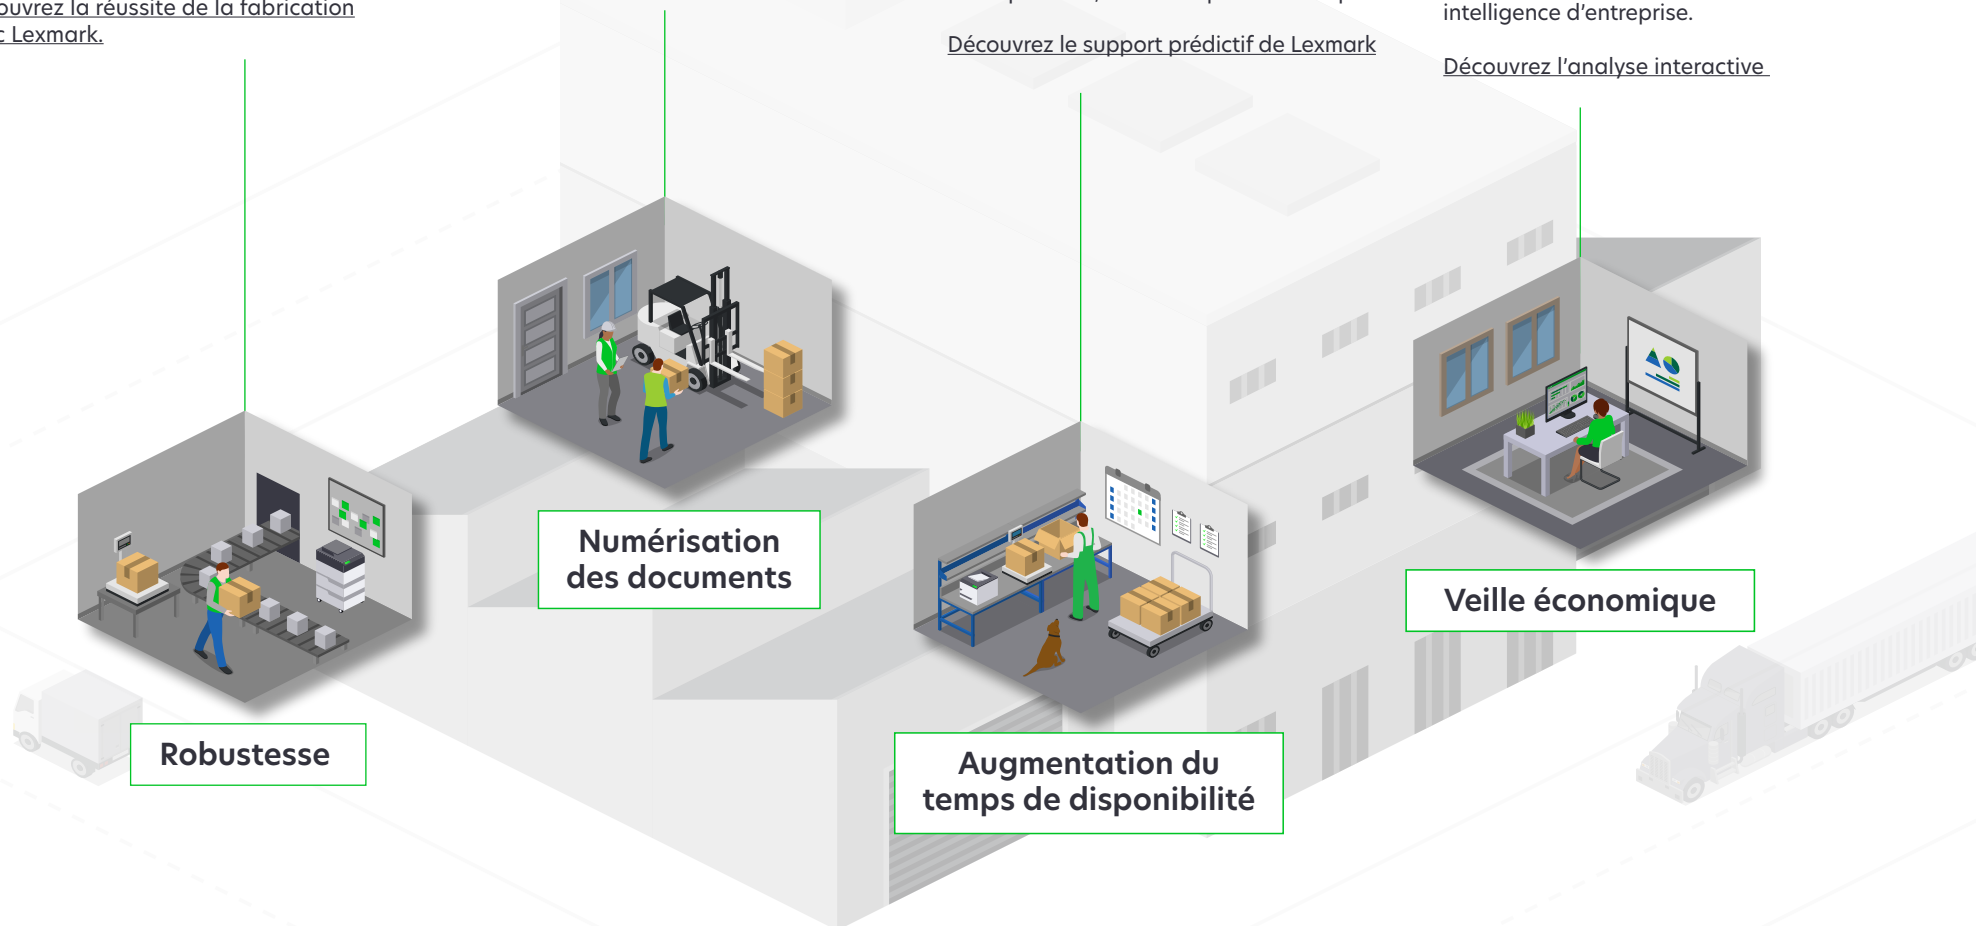 ouvrez la réussite de la fabrication
c Lexmark.
Découvrez le support prédictif de Lexmark
intelligence d'entreprise.
Découvrez l'analyse interactive
Numérisation
des documents
Veille économique
Robustesse
Augmentation du
temps de disponibilité